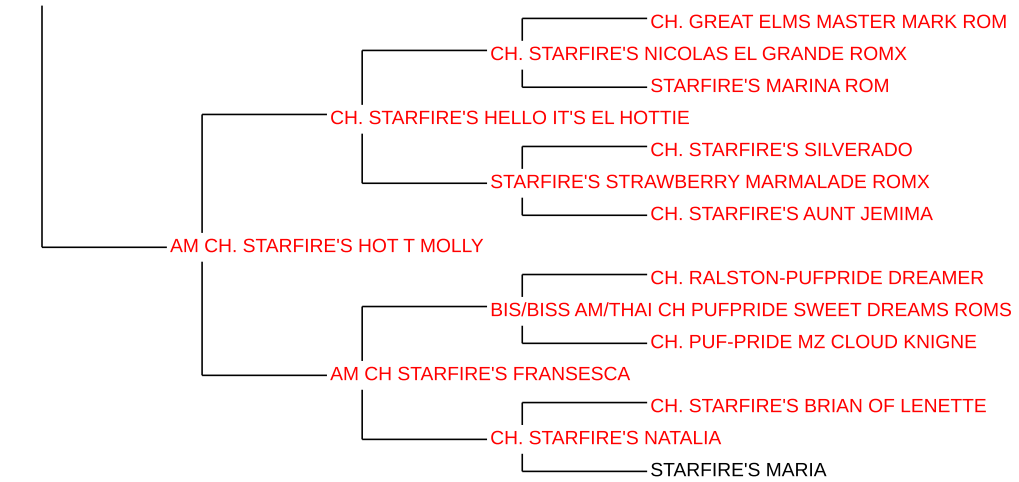 CH. GREAT ELMS MASTER MARK ROM
CH. STARFIRE'S NICOLAS EL GRANDE ROMX
STARFIRE'S MARINA ROM
CH. STARFIRE'S HELLO IT'S EL HOTTIE
CH. STARFIRE'S SILVERADO
STARFIRE'S STRAWBERRY MARMALADE ROMX
CH. STARFIRE'S AUNT JEMIMA
AM CH. STARFIRE'S HOT T MOLLY
CH. RALSTON-PUFPRIDE DREAMER
BIS/BISS AM/THAI CH PUFPRIDE SWEET DREAMS ROMS
CH. PUF-PRIDE MZ CLOUD KNIGNE
AM CH STARFIRE'S FRANSESCA
CH. STARFIRE'S BRIAN OF LENETTE
CH. STARFIRE'S NATALIA
STARFIRE'S MARIA